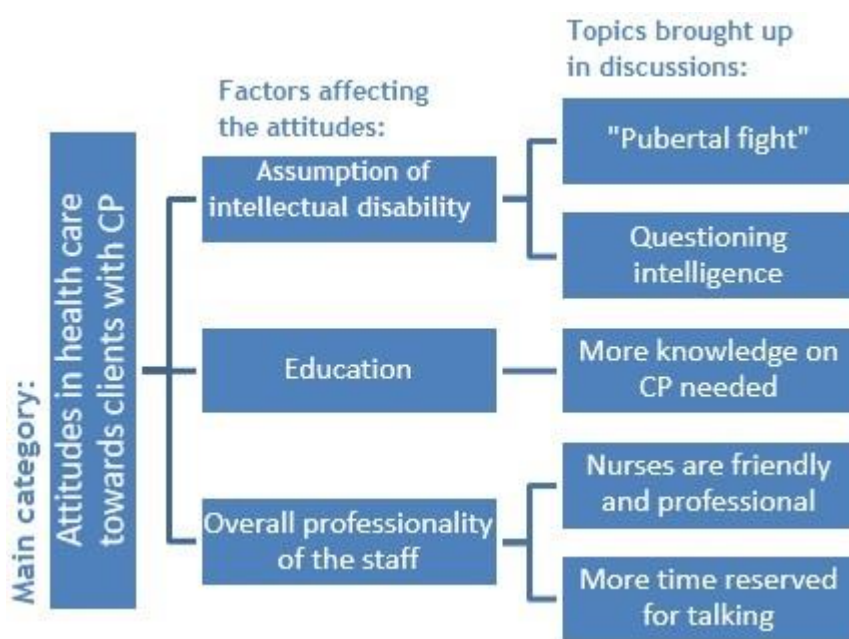 Main category:
Attitudes in health care
towards clients with CP
Factors affecting
the attitudes:
Assumption of
intellectual disability
Education
Overall professionality
of the staff
Topics brought up
in discussions:
"Pubertal fight"
Questioning
intelligence
More knowledge on
CP needed
Nurses are friendly
and professional
More time reserved
for talking